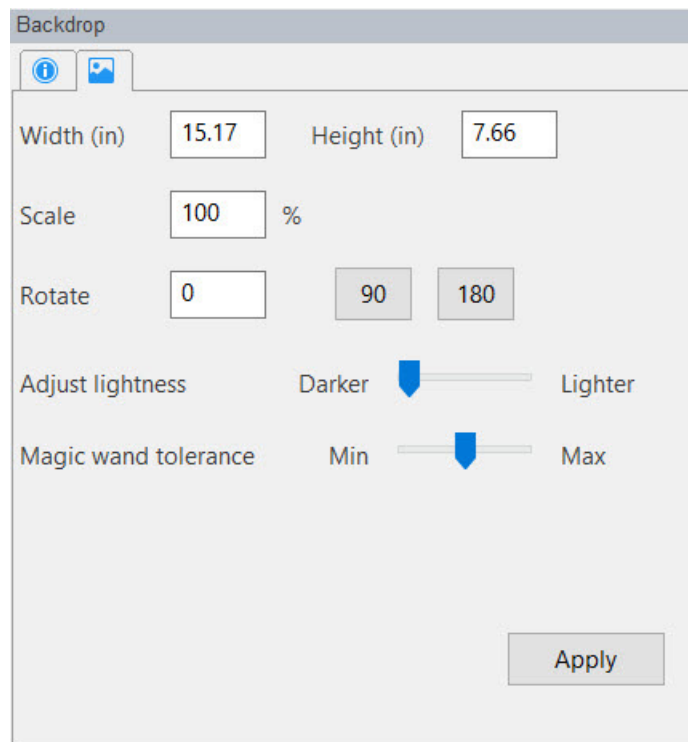 Backdrop
Width (in) 15.17 Height (in) 7.66
Scale 100 %
Rotate 0 90 180
Adjust lightness Darker Lighter
Magic wand tolerance Min Max
Apply